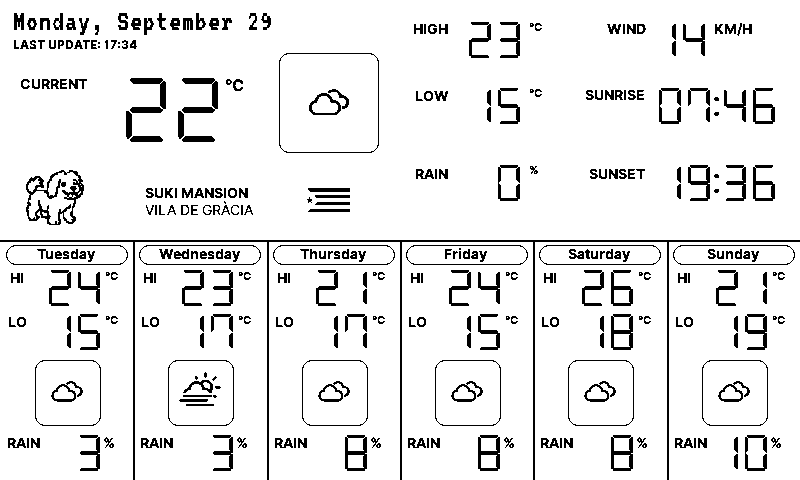 Monday, September 29
LAST UPDATE: 17:34
CURRENT 22 °C
HIGH 23 °C
WIND 14 KM/H
LOW 15 °C
SUNRISE 07:46
RAIN 0 %
SUNSET 19:36
SUKI MANSION
VILA DE GRÀCIA
Tuesday
HI 24 °C
LO 15 °C
RAIN 3 %
Wednesday
HI 23 °C
LO 17 °C
RAIN 3 %
Thursday
HI 21 °C
LO 17 °C
RAIN 8 %
Friday
HI 24 °C
LO 15 °C
RAIN 8 %
Saturday
HI 26 °C
LO 18 °C
RAIN 8 %
Sunday
HI 21 °C
LO 19 °C
RAIN 10 %